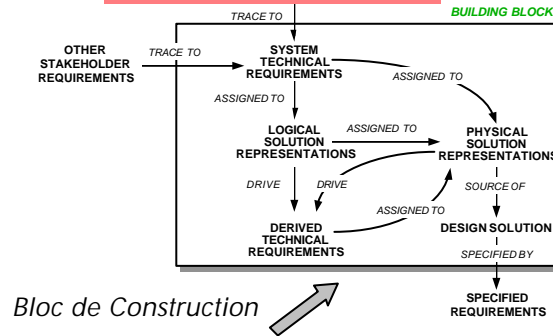 TRACE TO
BUILDING BLOCK
OTHER
STAKEHOLDER
REQUIREMENTS
TRACE TO
SYSTEM
TECHNICAL
REQUIREMENTS
ASSIGNED TO
ASSIGNED TO
LOGICAL
SOLUTION
REPRESENTATIONS
ASSIGNED TO
PHYSICAL
SOLUTION
REPRESENTATIONS
DRIVE
DRIVE
SOURCE OF
ASSIGNED TO
DERIVED
TECHNICAL
REQUIREMENTS
DESIGN SOLUTION
SPECIFIED BY
SPECIFIED
REQUIREMENTS
Bloc de Construction